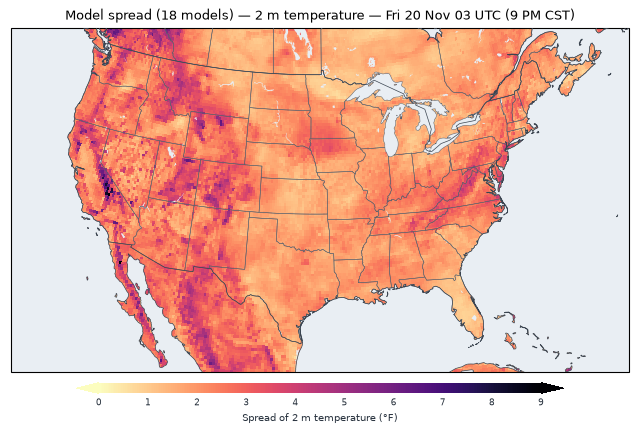 Model spread (18 models) — 2 m temperature — Fri 20 Nov 03 UTC (9 PM CST)
0 1 2 3 4 5 6 7 8 9
Spread of 2 m temperature (°F)